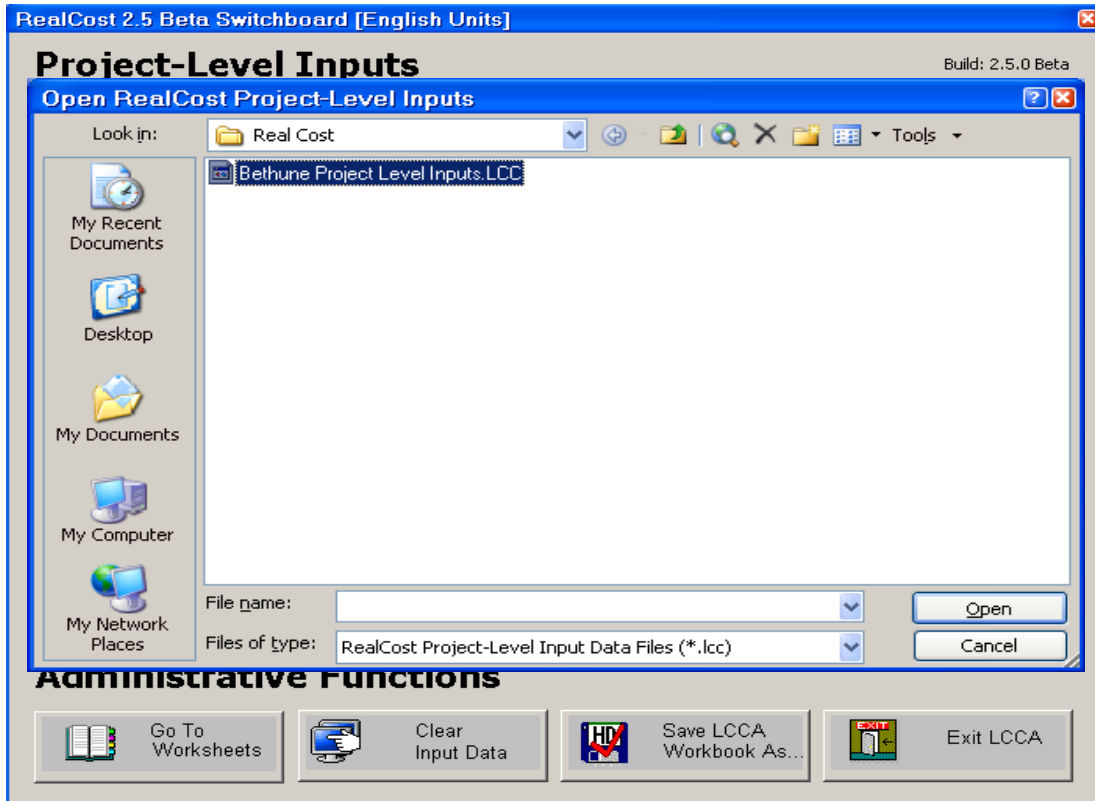 RealCost 2.5 Beta Switchboard [English Units]
Project-Level Inputs
Build: 2.5.0 Beta
Open RealCost Project-Level Inputs
Look in:
Real Cost
Tools
Bethune Project Level Inputs.LCC
My Recent
Documents
Desktop
My Documents
My Computer
My Network
Places
File name:
Open
Files of type:
RealCost Project-Level Input Data Files (*.lcc)
Cancel
Administrative Functions
Go To
Worksheets
Clear
Input Data
HD
Save LCCA
Workbook As...
EXIT
Exit LCCA